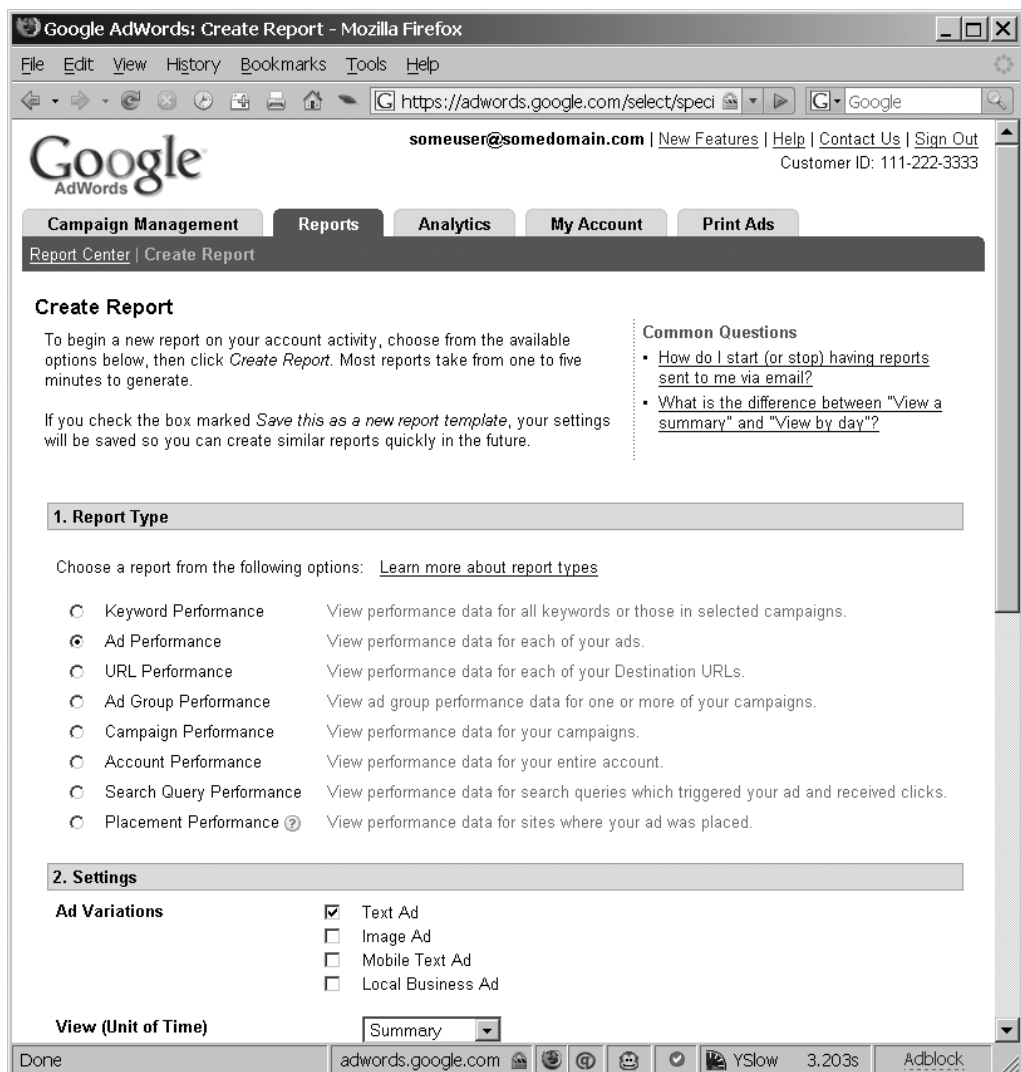 Google AdWords: Create Report - Mozilla Firefox
File Edit View History Bookmarks Tools Help
https://adwords.google.com/select/speci
G Google
Google
AdWords
someuser@somedomain.com | New Features | Help | Contact Us | Sign Out
Customer ID: 111-222-3333
Campaign Management Reports Analytics My Account Print Ads
Report Center | Create Report
Create Report
To begin a new report on your account activity, choose from the available
options below, then click Create Report. Most reports take from one to five
minutes to generate.
If you check the box marked Save this as a new report template, your settings
will be saved so you can create similar reports quickly in the future.
Common Questions
▪ How do I start (or stop) having reports
sent to me via email?
▪ What is the difference between "View a
summary" and "View by day"?
1. Report Type
Choose a report from the following options: Learn more about report types
Keyword Performance View performance data for all keywords or those in selected campaigns.
Ad Performance View performance data for each of your ads.
URL Performance View performance data for each of your Destination URLs.
Ad Group Performance View ad group performance data for one or more of your campaigns.
Campaign Performance View performance data for your campaigns.
Account Performance View performance data for your entire account.
Search Query Performance View performance data for search queries which triggered your ad and received clicks.
Placement Performance ? View performance data for sites where your ad was placed.
2. Settings
Ad Variations
Text Ad
Image Ad
Mobile Text Ad
Local Business Ad
View (Unit of Time) Summary
Done adwords.google.com @ YSlow 3.203s Adblock